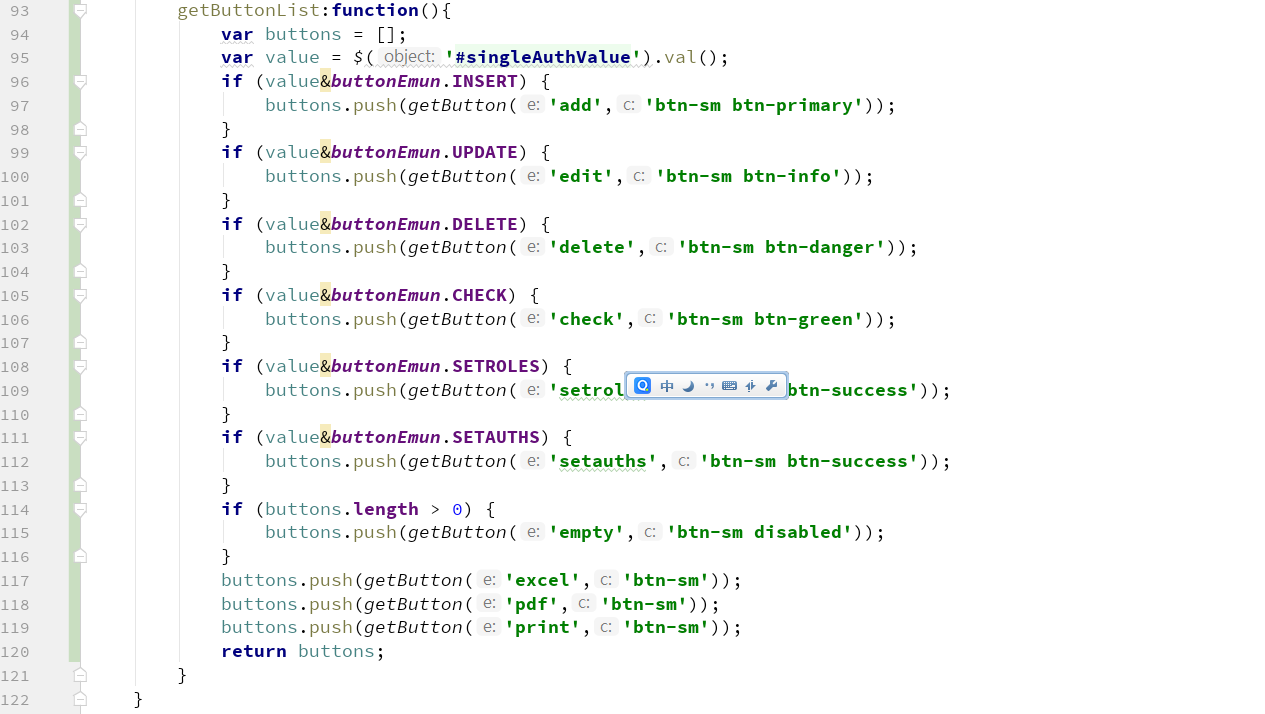 93 getButtonList:function(){
94 var buttons = [];
95 var value = $( object: '#singleAuthValue').val();
96 if (value&buttonEmun.INSERT) {
97 buttons.push(getButton( e: 'add', c: 'btn-sm btn-primary'));
98 }
99 if (value&buttonEmun.UPDATE) {
100 buttons.push(getButton( e: 'edit', c: 'btn-sm btn-info'));
101 }
102 if (value&buttonEmun.DELETE) {
103 buttons.push(getButton( e: 'delete', c: 'btn-sm btn-danger'));
104 }
105 if (value&buttonEmun.CHECK) {
106 buttons.push(getButton( e: 'check', c: 'btn-sm btn-green'));
107 }
108 if (value&buttonEmun.SETROLES) {
109 buttons.push(getButton( e: 'setrol Q 中 btn-success'));
110 }
111 if (value&buttonEmun.SETAUTHS) {
112 buttons.push(getButton( e: 'setauths', c: 'btn-sm btn-success'));
113 }
114 if (buttons.length > 0) {
115 buttons.push(getButton( e: 'empty', c: 'btn-sm disabled'));
116 }
117 buttons.push(getButton( e: 'excel', c: 'btn-sm'));
118 buttons.push(getButton( e: 'pdf', c: 'btn-sm'));
119 buttons.push(getButton( e: 'print', c: 'btn-sm'));
120 return buttons;
121 }
122 }